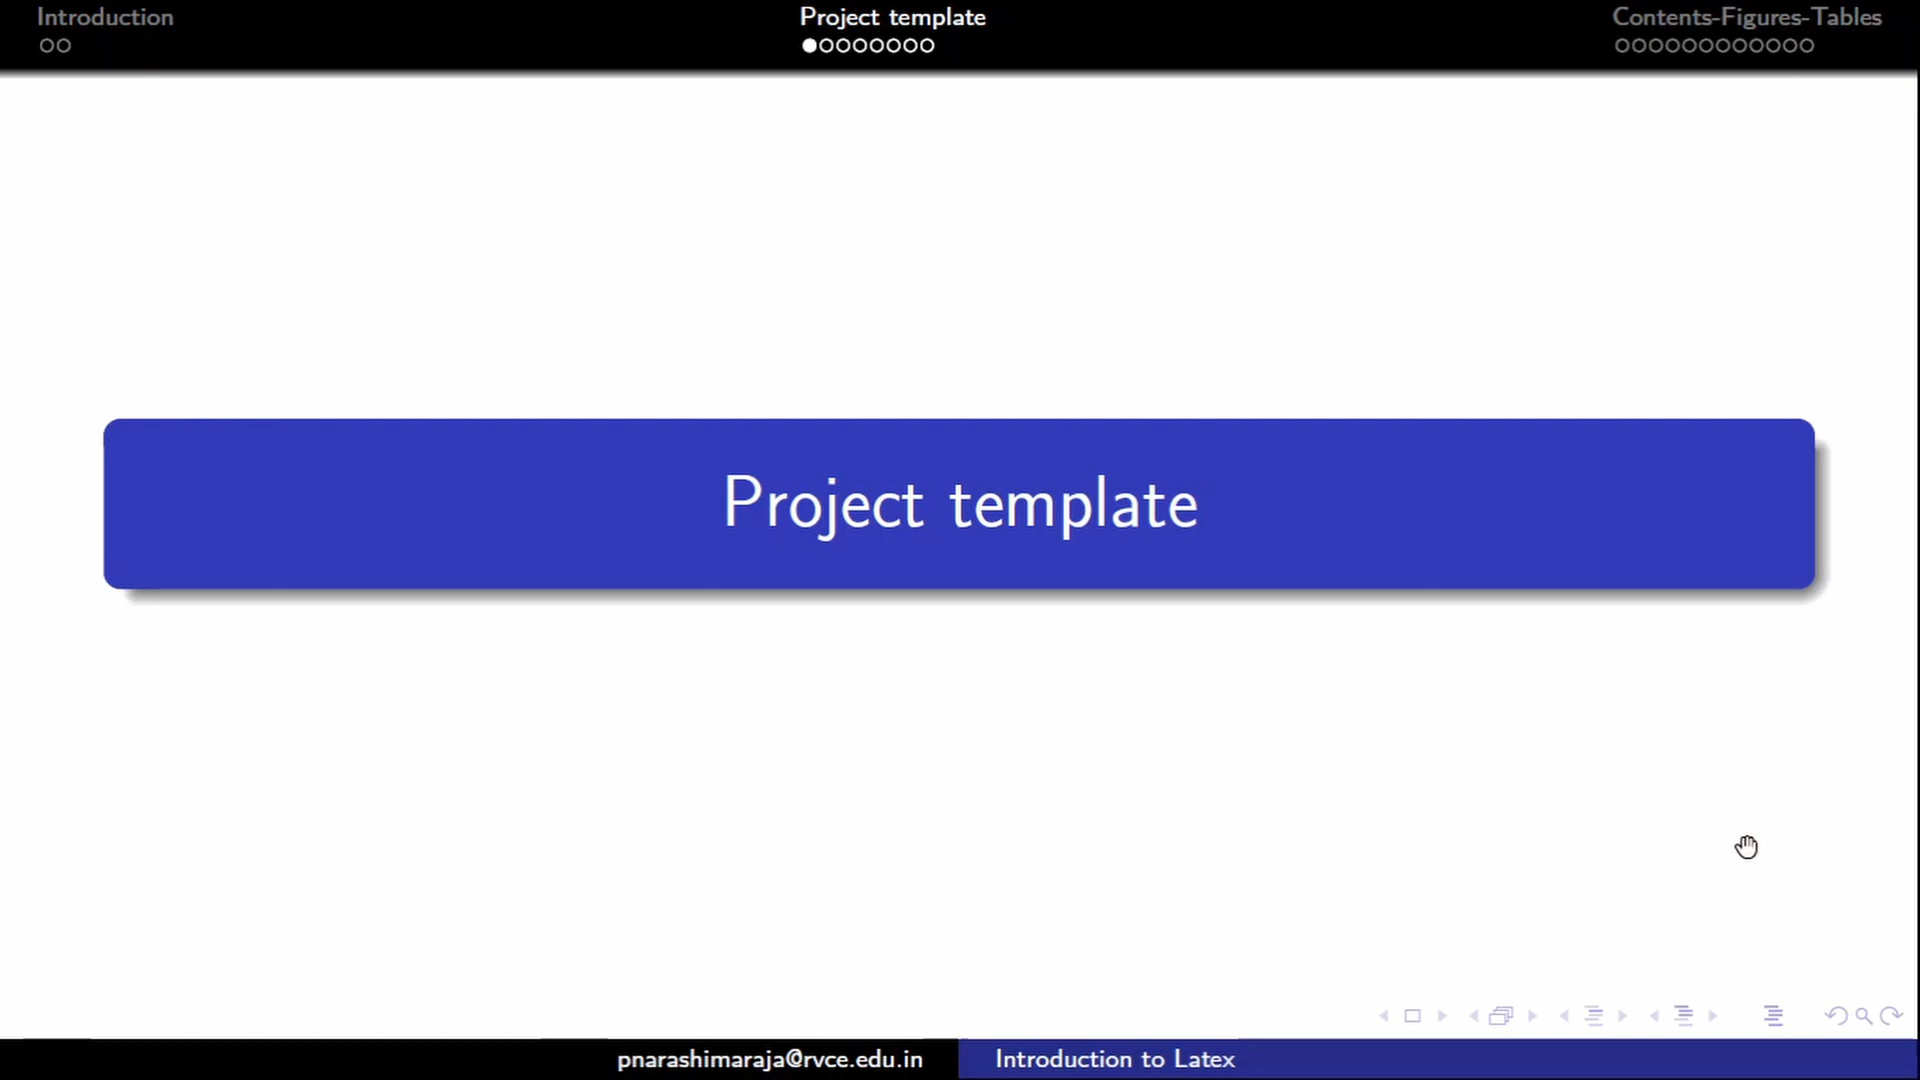 Introduction
Project template
Contents-Figures-Tables
Project template
pnarashimaraja@rvce.edu.in
Introduction to Latex